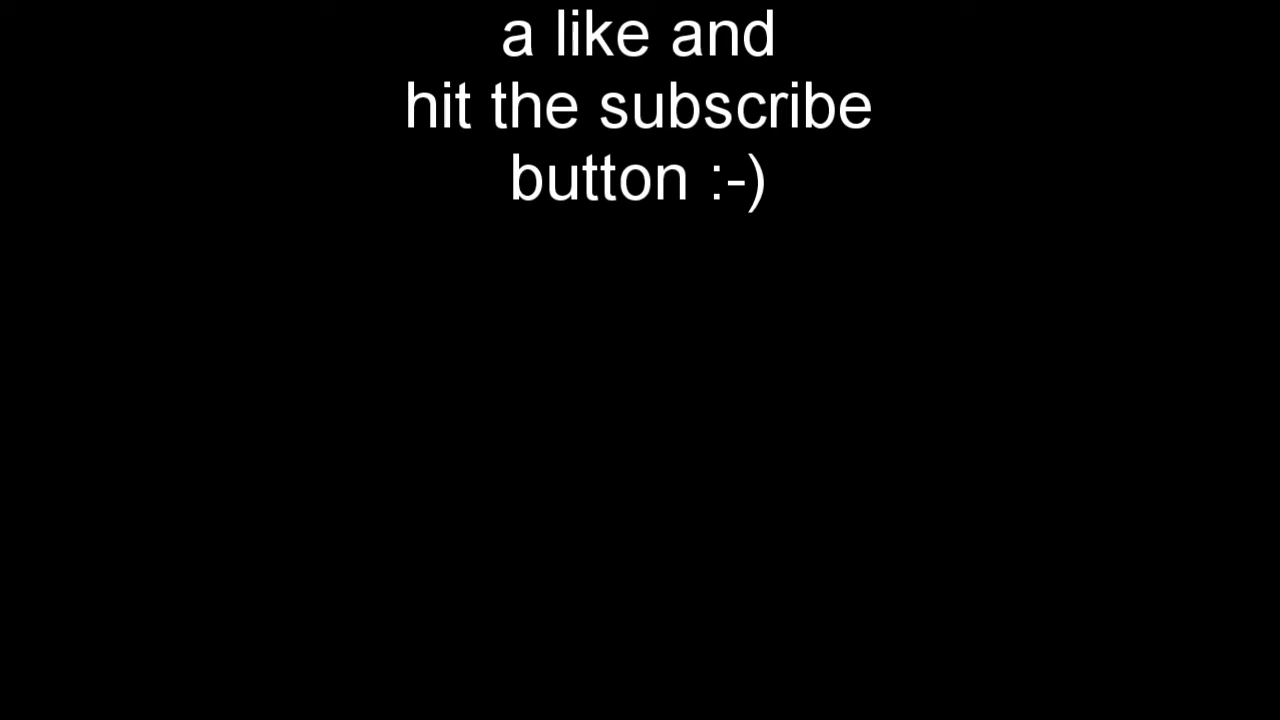 a like and
hit the subscribe
button :-)